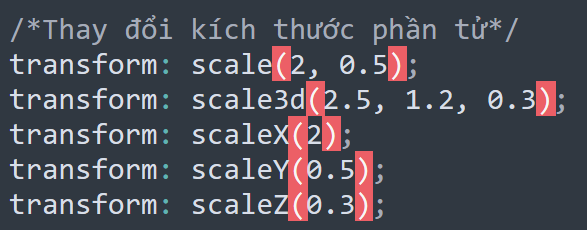 /*Thay đổi kích thước phần tử*/
transform: scale(2, 0.5);
transform: scale3d(2.5, 1.2, 0.3);
transform: scaleX(2);
transform: scaleY(0.5);
transform: scaleZ(0.3);